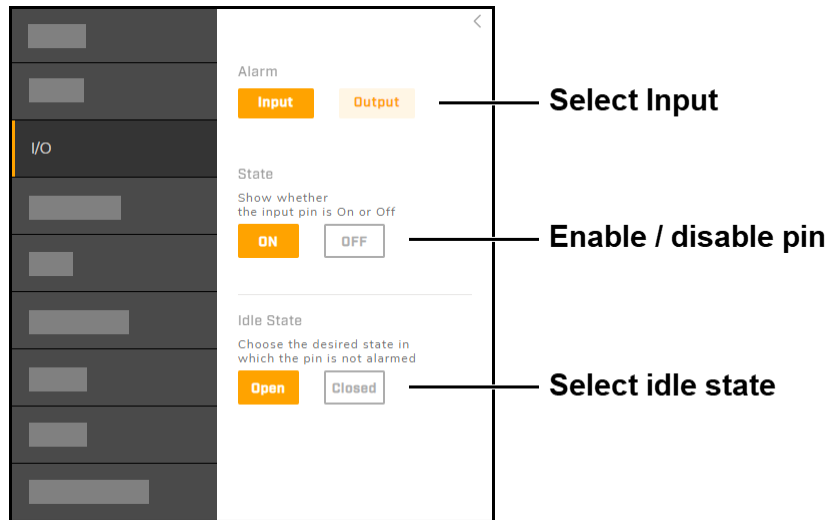 I/O
Alarm
Input
Output
Select Input
State
Show whether
the input pin is On or Off
ON
OFF
Enable / disable pin
Idle State
Choose the desired state in
which the pin is not alarmed
Open
Closed
Select idle state